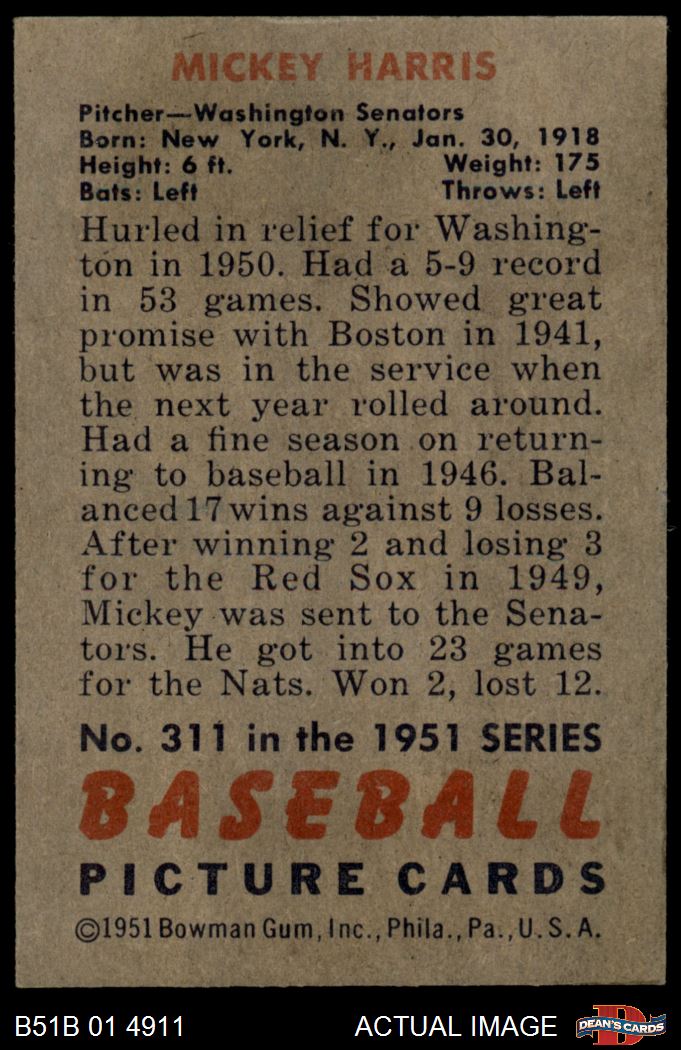 MICKEY HARRIS
Pitcher—Washington Senators
Born: New York, N. Y., Jan. 30, 1918
Height: 6 ft. Weight: 175
Bats: Left Throws: Left
Hurled in relief for Washing-
ton in 1950. Had a 5-9 record
in 53 games. Showed great
promise with Boston in 1941,
but was in the service when
the next year rolled around.
Had a fine season on return-
ing to baseball in 1946. Bal-
anced 17 wins against 9 losses.
After winning 2 and losing 3
for the Red Sox in 1949,
Mickey was sent to the Sena-
tors. He got into 23 games
for the Nats. Won 2, lost 12.
No. 311 in the 1951 SERIES
BASEBALL
PICTURE CARDS
©1951 Bowman Gum, Inc., Phila., Pa., U. S. A.
B51B 01 4911 ACTUAL IMAGE D DEAN'S CARDS